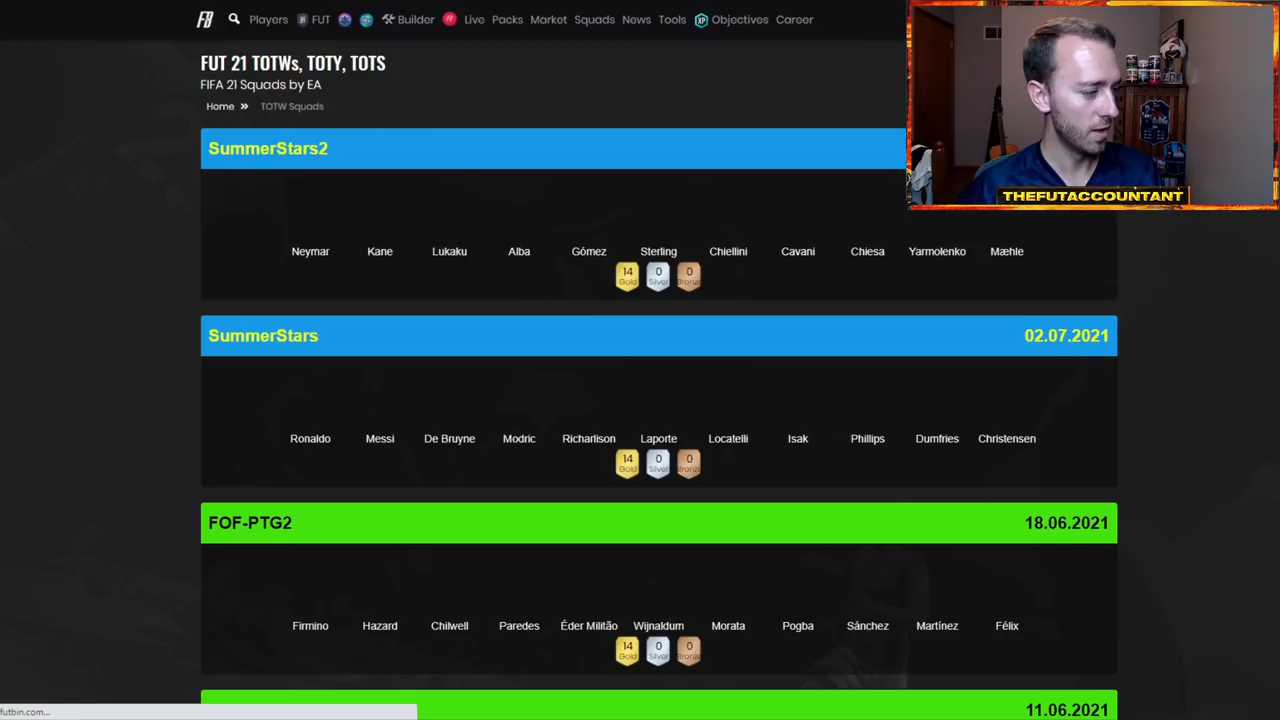 FB Players FUT Builder Live Packs Market Squads News Tools XP Objectives Career
FUT 21 TOTWs, TOTY, TOTS
FIFA 21 Squads by EA
Home » TOTW Squads
THEFUTACCOUNTANT
SummerStars2
Neymar Kane Lukaku Alba Gómez Sterling Chiellini Cavani Chiesa Yarmolenko Mæhle
14 0 0
Gold Silver Bronze
SummerStars 02.07.2021
Ronaldo Messi De Bruyne Modric Richarlison Laporte Locatelli Isak Phillips Dumfries Christensen
14 0 0
Gold Silver Bronze
FOF-PTG2 18.06.2021
Firmino Hazard Chilwell Paredes Éder Militão Wijnaldum Morata Pogba Sánchez Martínez Félix
14 0 0
Gold Silver Bronze
11.06.2021
futbin.com...